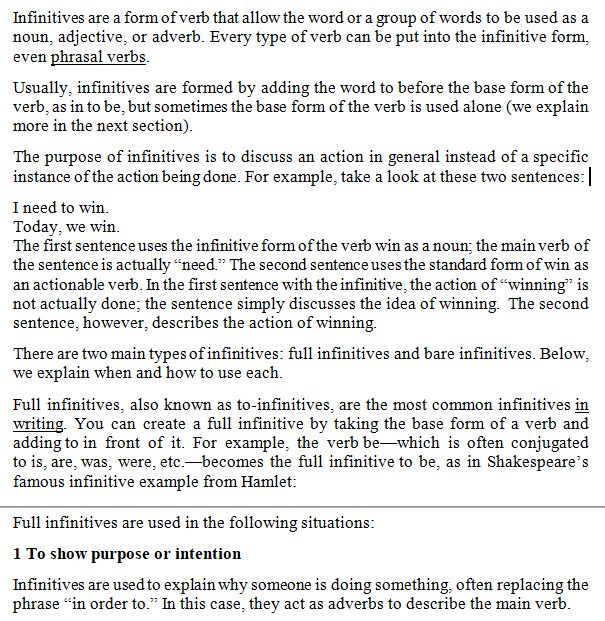 Infinitives are a form of verb that allow the word or a group of words to be used as a
noun, adjective, or adverb. Every type of verb can be put into the infinitive form,
even phrasal verbs.
Usually, infinitives are formed by adding the word to before the base form of the
verb, as in to be, but sometimes the base form of the verb is used alone (we explain
more in the next section).
The purpose of infinitives is to discuss an action in general instead of a specific
instance of the action being done. For example, take a look at these two sentences:
I need to win.
Today, we win.
The first sentence uses the infinitive form of the verb win as a noun; the main verb of
the sentence is actually “need.” The second sentence uses the standard form of win as
an actionable verb. In the first sentence with the infinitive, the action of “winning” is
not actually done; the sentence simply discusses the idea of winning. The second
sentence, however, describes the action of winning.
There are two main types of infinitives: full infinitives and bare infinitives. Below,
we explain when and how to use each.
Full infinitives, also known as to-infinitives, are the most common infinitives in
writing. You can create a full infinitive by taking the base form of a verb and
adding to in front of it. For example, the verb be—which is often conjugated
to is, are, was, were, etc.—becomes the full infinitive to be, as in Shakespeare’s
famous infinitive example from Hamlet:
Full infinitives are used in the following situations:
1 To show purpose or intention
Infinitives are used to explain why someone is doing something, often replacing the
phrase “in order to.” In this case, they act as adverbs to describe the main verb.